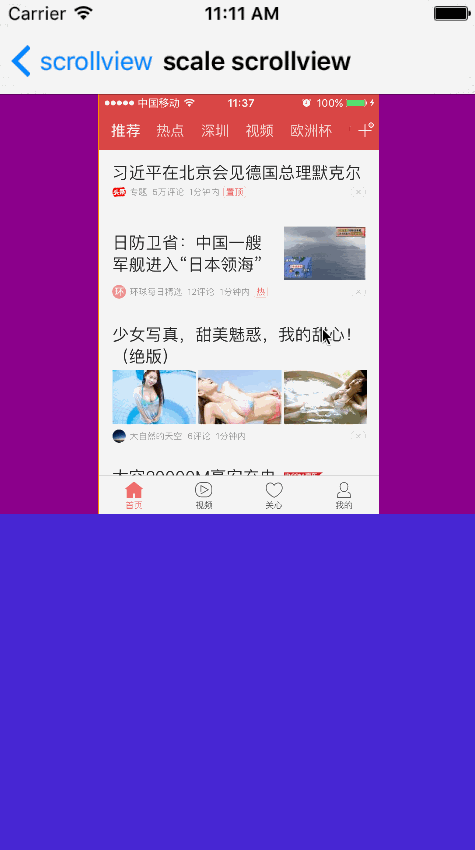 Carrier 11:11 AM
scrollview scale scrollview
中国移动 11:37 100%
推荐 热点 深圳 视频 欧洲杯
习近平在北京会见德国总理默克尔
头条 专题 5万评论 1分钟内 置顶
日防卫省：中国一艘
军舰进入“日本领海”
环 环球每日精选 12评论 1分钟内 热
少女写真，甜美魅惑，我的甜心！
（绝版）
大自然的天空 6评论 1分钟内
首页 视频 关心 我的